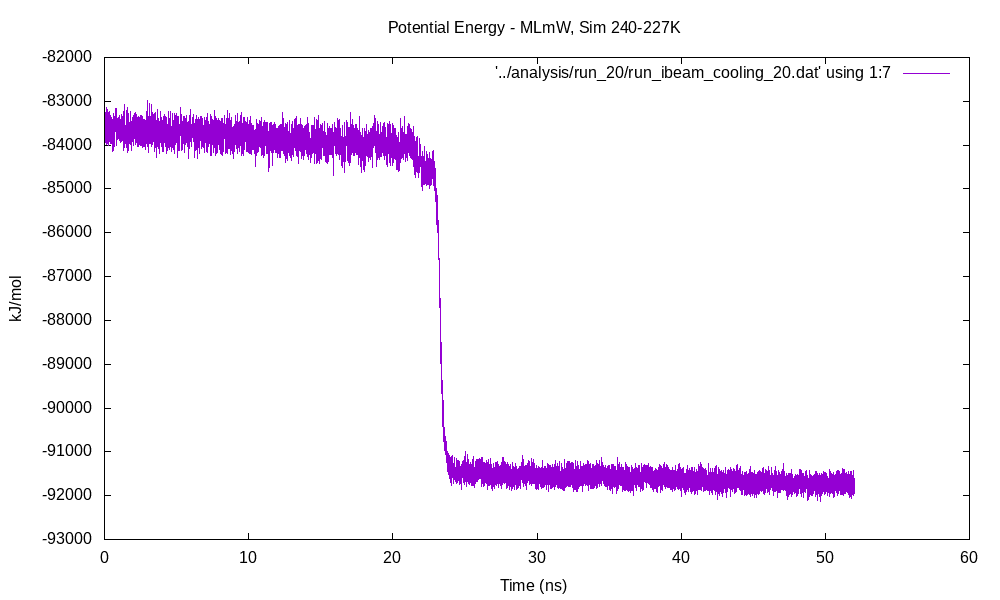 Potential Energy - MLmW, Sim 240-227K
'../analysis/run_20/run_ibeam_cooling_20.dat' using 1:7
-82000
-83000
-84000
-85000
-86000
-87000
-88000
-89000
-90000
-91000
-92000
-93000
kJ/mol
0 10 20 30 40 50 60
Time (ns)